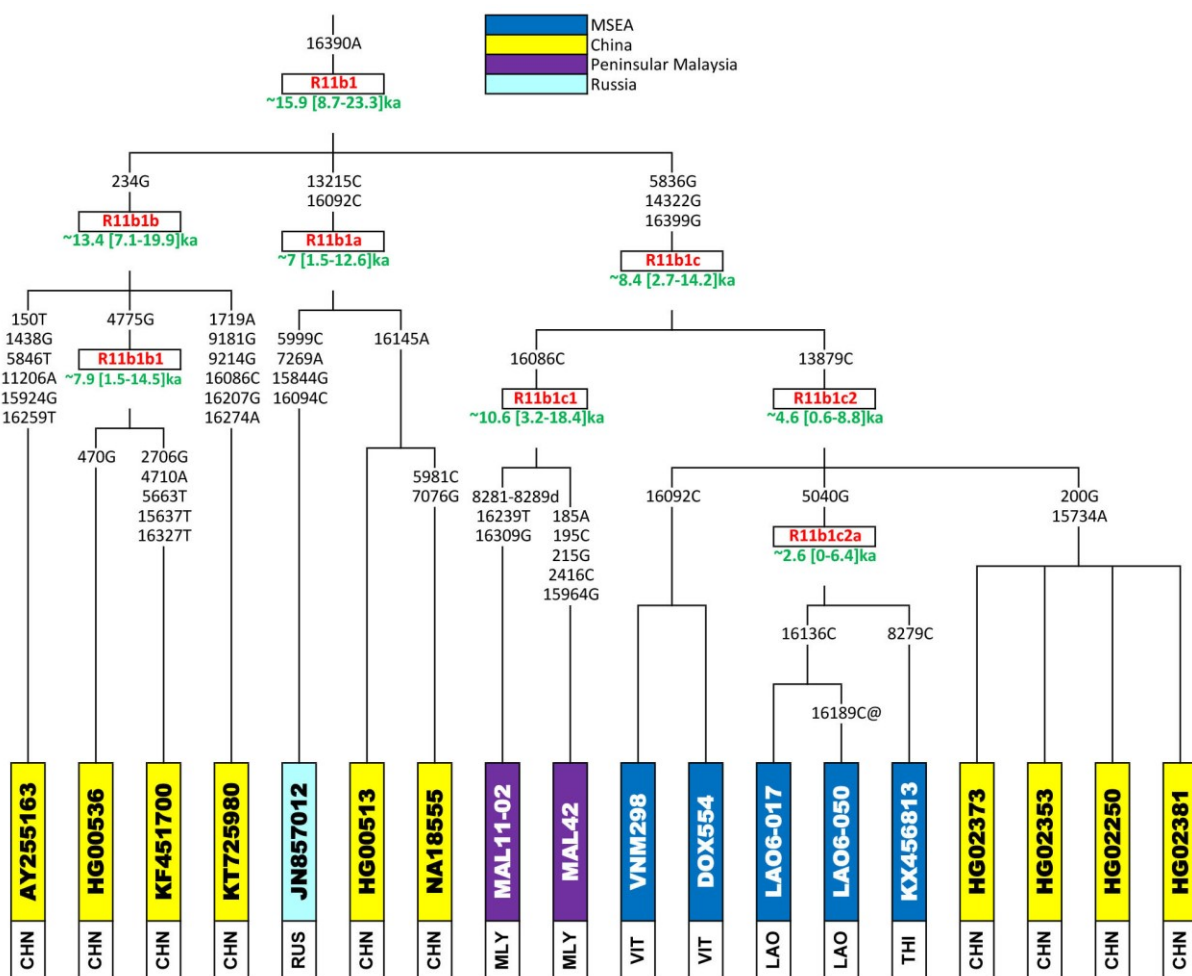 16390A
R11b1
~15.9 [8.7-23.3]ka
MSEA
China
Peninsular Malaysia
Russia
234G
R11b1b
~13.4 [7.1-19.9]ka
13215C
16092C
R11b1a
~7 [1.5-12.6]ka
5836G
14322G
16399G
R11b1c
~8.4 [2.7-14.2]ka
150T
1438G
5846T
11206A
15924G
16259T
4775G
R11b1b1
~7.9 [1.5-14.5]ka
470G
2706G
4710A
5663T
15637T
16327T
1719A
9181G
9214G
16086C
16207G
16274A
5999C
7269A
15844G
16094C
16145A
5981C
7076G
16086C
R11b1c1
~10.6 [3.2-18.4]ka
8281-8289d
16239T
16309G
185A
195C
215G
2416C
15964G
13879C
R11b1c2
~4.6 [0.6-8.8]ka
16092C
5040G
R11b1c2a
~2.6 [0-6.4]ka
16136C
16189C@
8279C
200G
15734A
AY255163
HG00536
KF451700
KT725980
JN857012
HG00513
NA18555
MAL11-02
MAL42
VNM298
DOX554
LAO6-017
LAO6-050
KX456813
HG02373
HG02353
HG02250
HG02381
CHN
CHN
CHN
CHN
RUS
CHN
CHN
MLY
MLY
VIT
VIT
LAO
LAO
THI
CHN
CHN
CHN
CHN